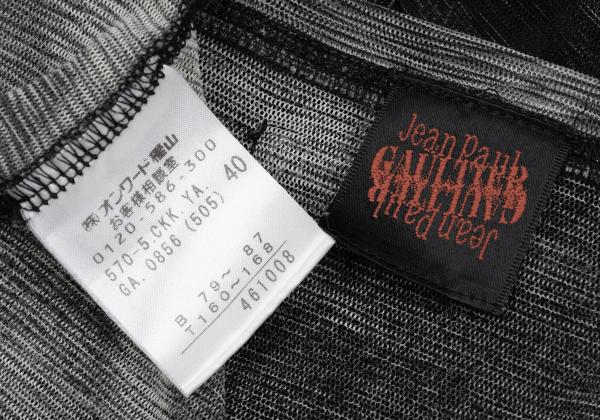 ㈱オンワード樫山
お客様相談室
0120-586-300
570-5.CKK YA. 40
GA.0856 (505)
B 79～ 87
T160～168
461008
Jean Paul
GAULTIER
GAULTIER
Jean Paul